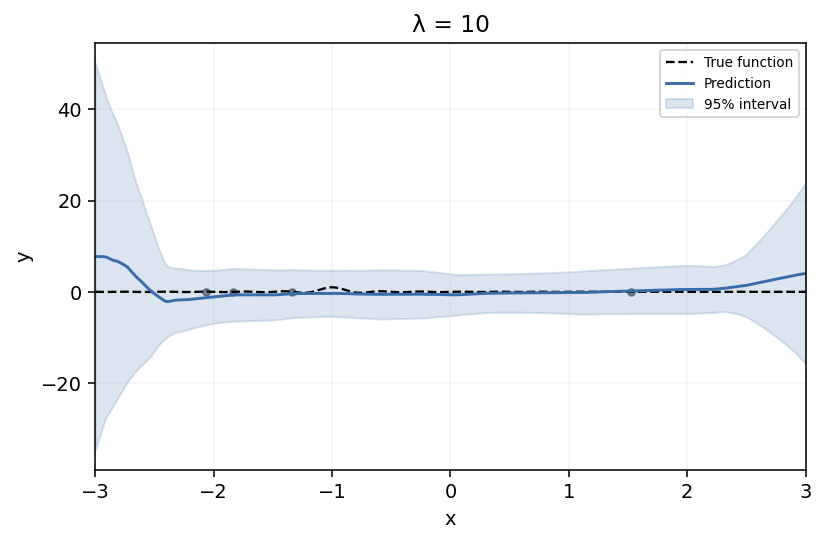 λ = 10
True function
Prediction
95% interval
40
20
0
−20
y
−3
−2
−1
0
1
2
3
x